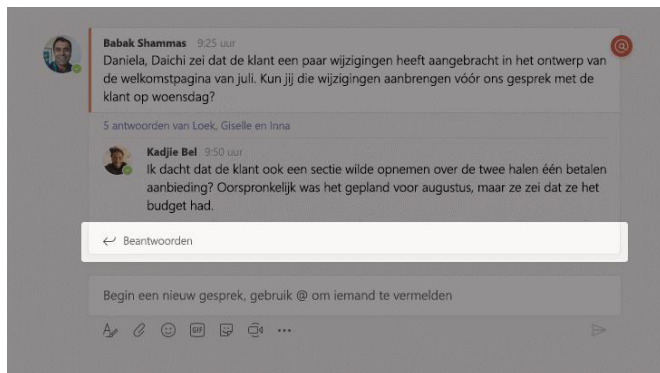 Babak Shammas 9:25 uur
Daniela, Daichi zei dat de klant een paar wijzigingen heeft aangebracht in het ontwerp van
de welkomstpagina van juli. Kun jij die wijzigingen aanbrengen vóór ons gesprek met de
klant op woensdag?
5 antwoorden van Loek, Giselle en Inna
Kadjie Bel 9:50 uur
Ik dacht dat de klant ook een sectie wilde opnemen over de twee halen één betalen
aanbieding? Oorspronkelijk was het gepland voor augustus, maar ze zei dat ze het
budget had.
Beantwoorden
Begin een nieuw gesprek, gebruik @ om iemand te vermelden
GIF